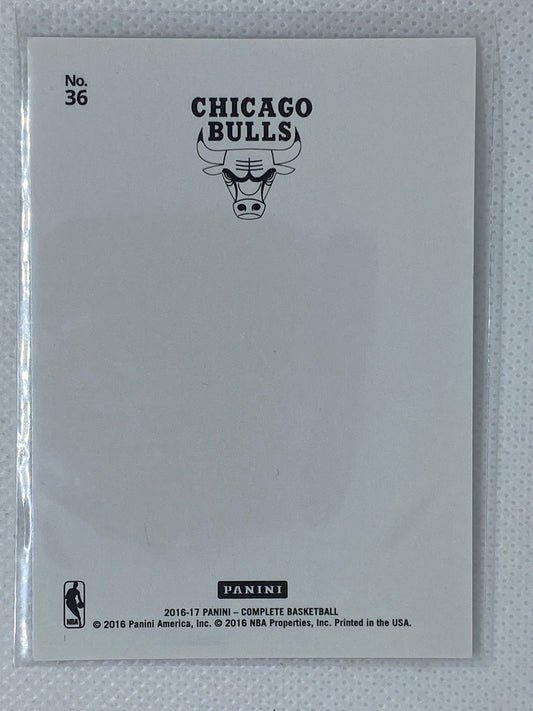 No.
36
CHICAGO
BULLS
PANINI
NBA
2016-17 PANINI – COMPLETE BASKETBALL
© 2016 Panini America, Inc. © 2016 NBA Properties, Inc. Printed in the USA.